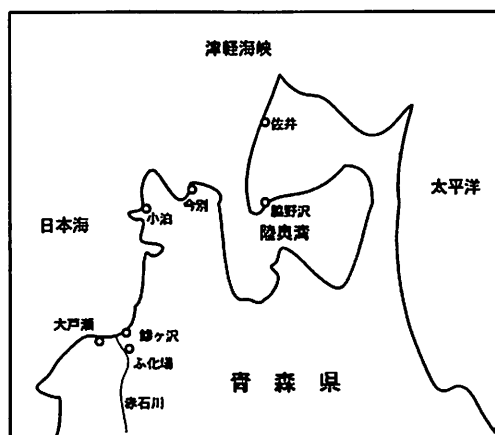 津軽海峡
佐井
太平洋
今別
脇野沢
小泊
日本海
陸奥湾
大戸瀬
鰺ヶ沢
ふ化場
青森県
赤石川